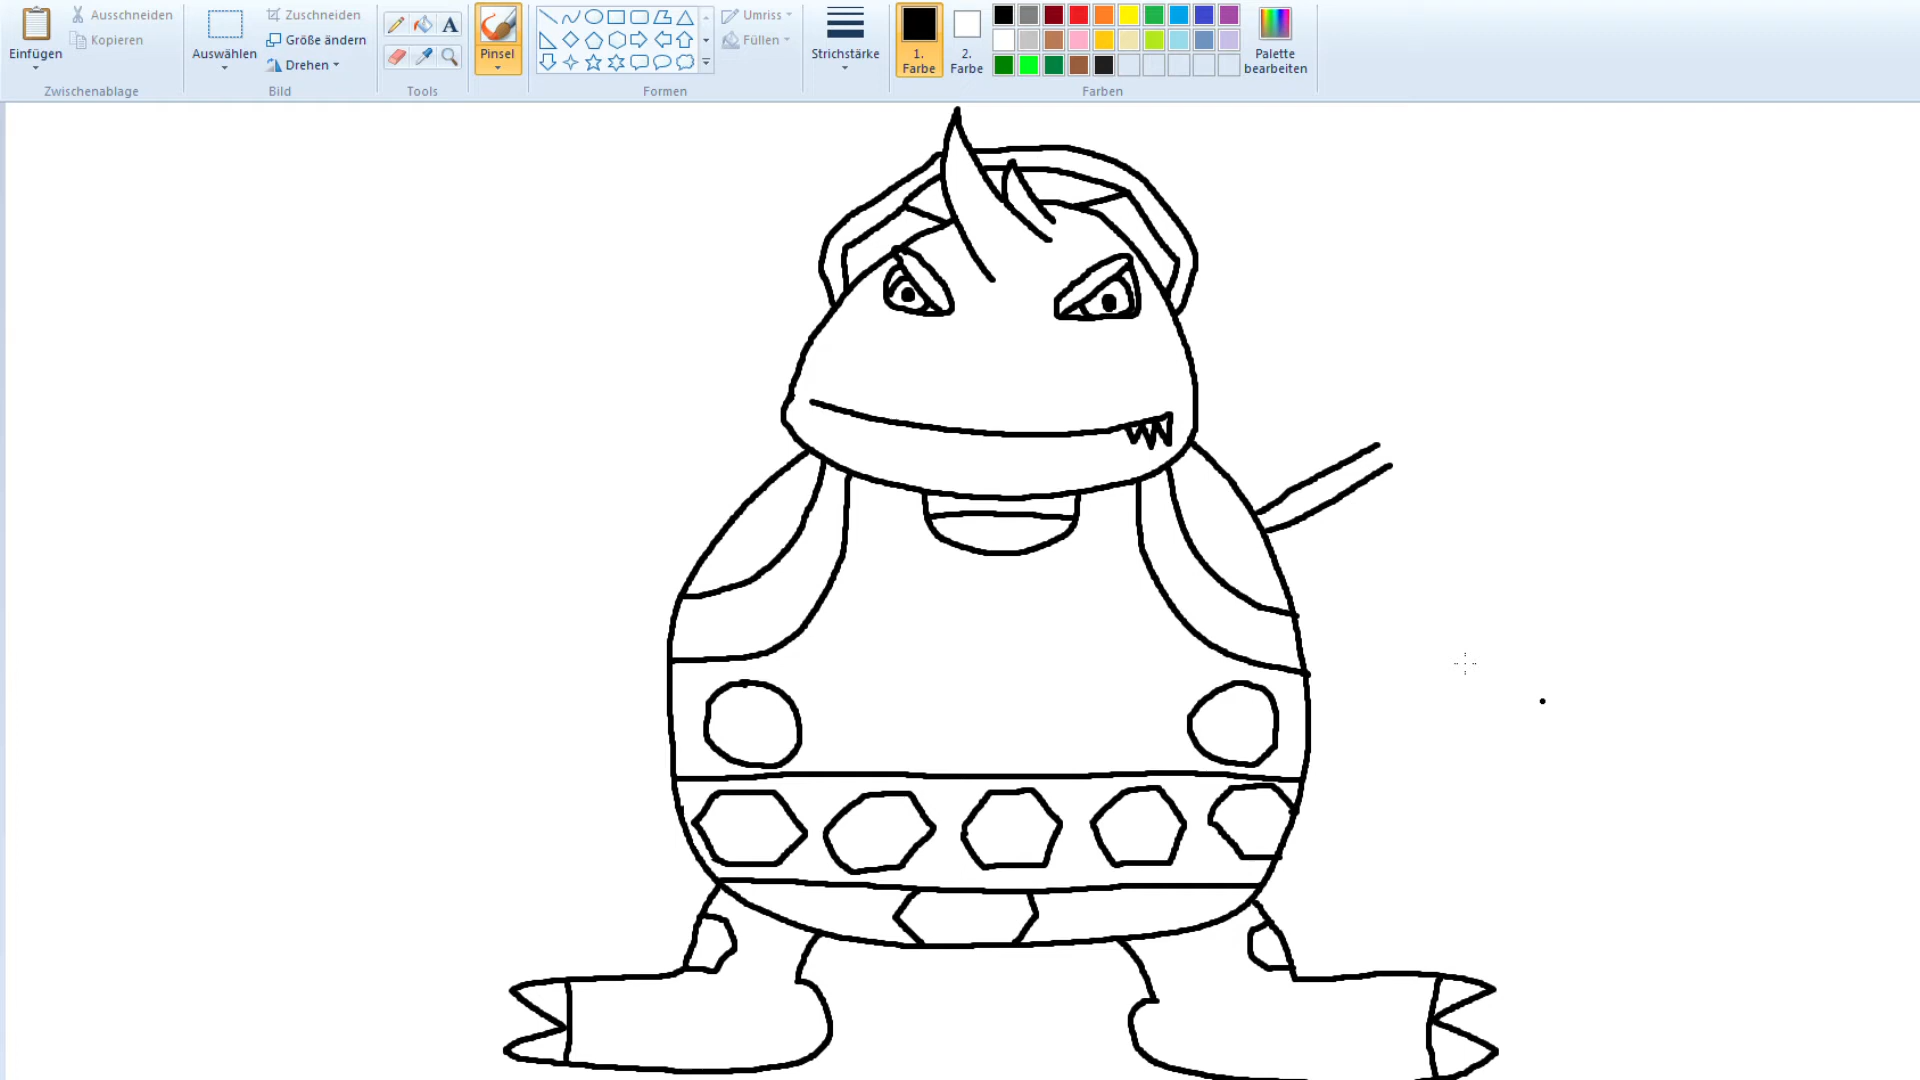 Einfügen
Ausschneiden
Kopieren
Zwischenablage
Auswählen
Zuschneiden
Größe ändern
Drehen
Bild
A
Tools
Pinsel
Formen
Umriss
Füllen
Strichstärke
1.
Farbe
2.
Farbe
Farben
Palette
bearbeiten